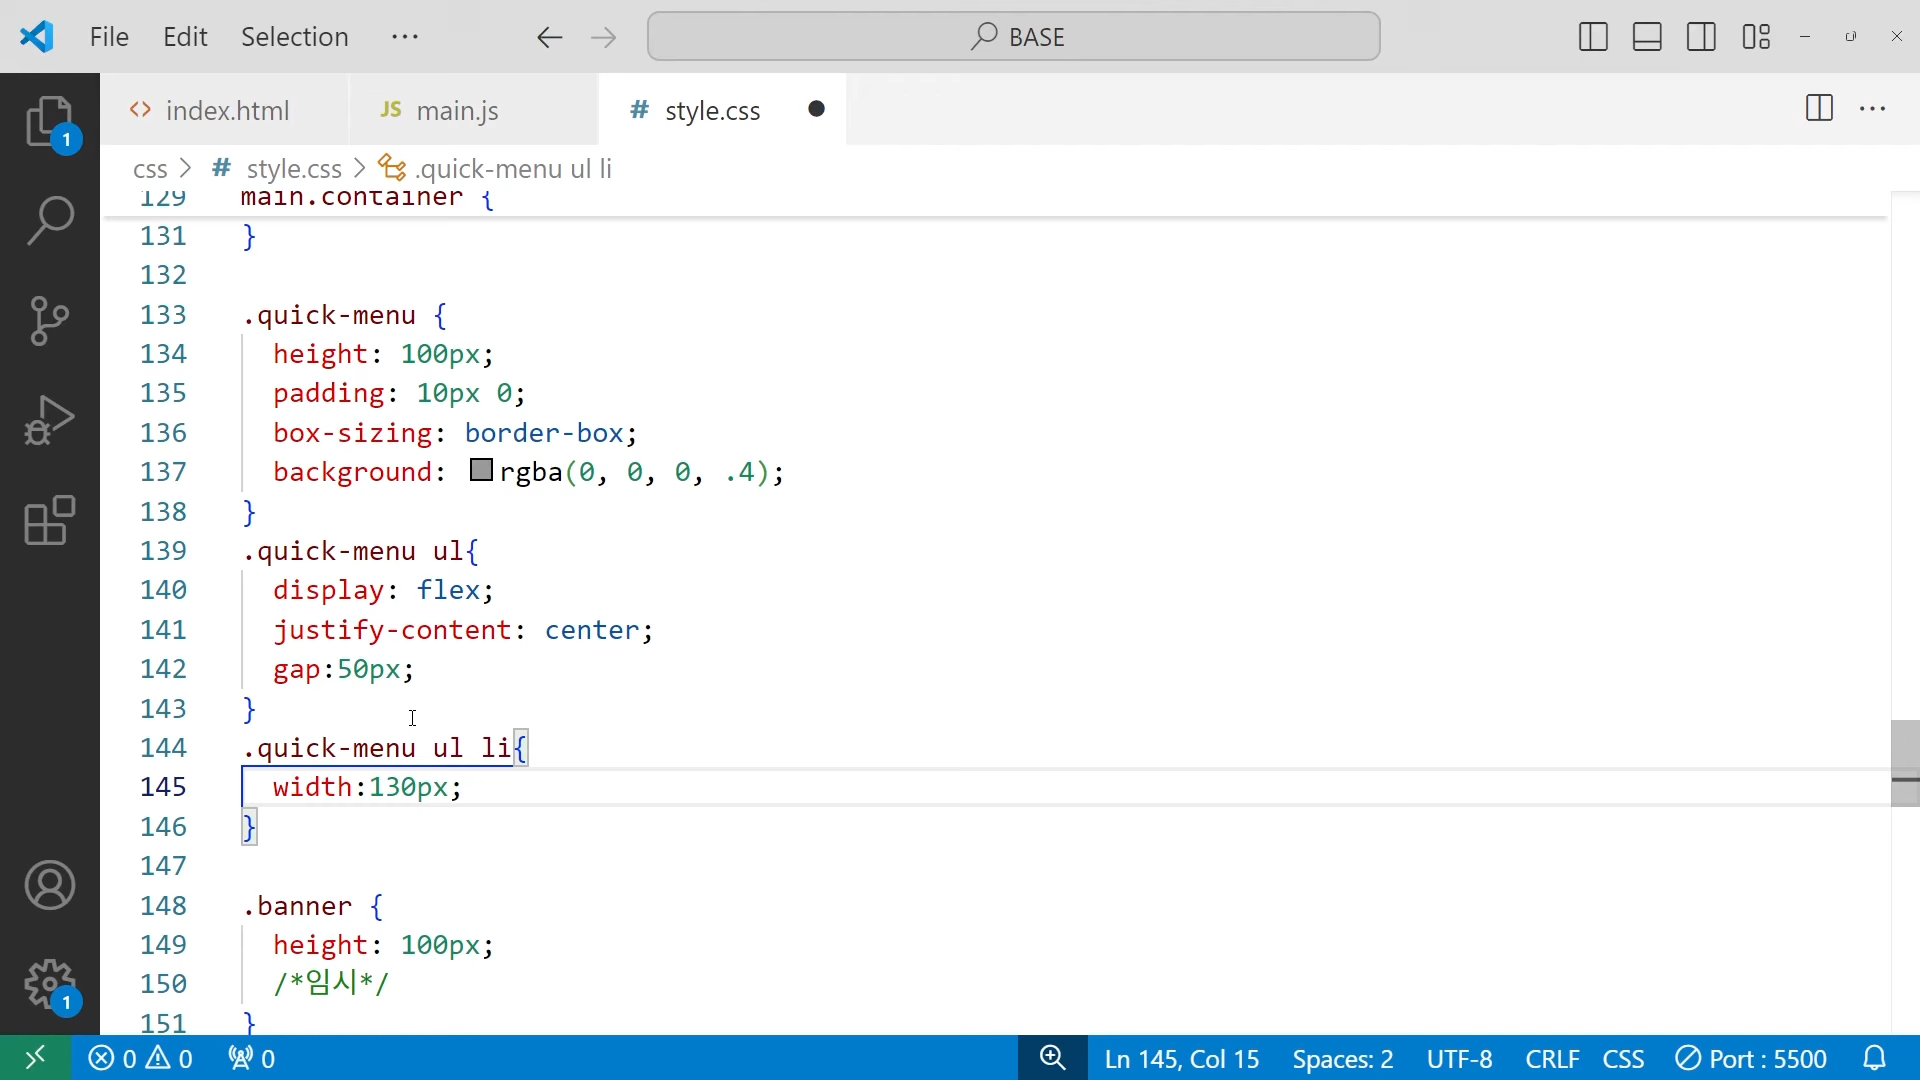 File Edit Selection ··· BASE
index.html JS main.js # style.css
css > # style.css > .quick-menu ul li
129 main.container {
131 }
132
133 .quick-menu {
134 height: 100px;
135 padding: 10px 0;
136 box-sizing: border-box;
137 background: rgba(0, 0, 0, .4);
138 }
139 .quick-menu ul{
140 display: flex;
141 justify-content: center;
142 gap:50px;
143 }
144 .quick-menu ul li{
145 width:130px;
146 }
147
148 .banner {
149 height: 100px;
150 /*임시*/
151 }
1
1
0 0 0 Ln 145, Col 15 Spaces: 2 UTF-8 CRLF CSS Port : 5500